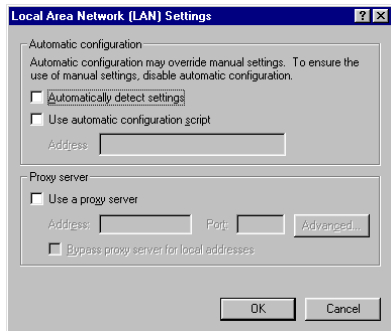 Local Area Network (LAN) Settings
Automatic configuration
Automatic configuration may override manual settings. To ensure the
use of manual settings, disable automatic configuration.
Automatically detect settings
Use automatic configuration script
Address
Proxy server
Use a proxy server
Address: Port: Advanced...
Bypass proxy server for local addresses
OK Cancel